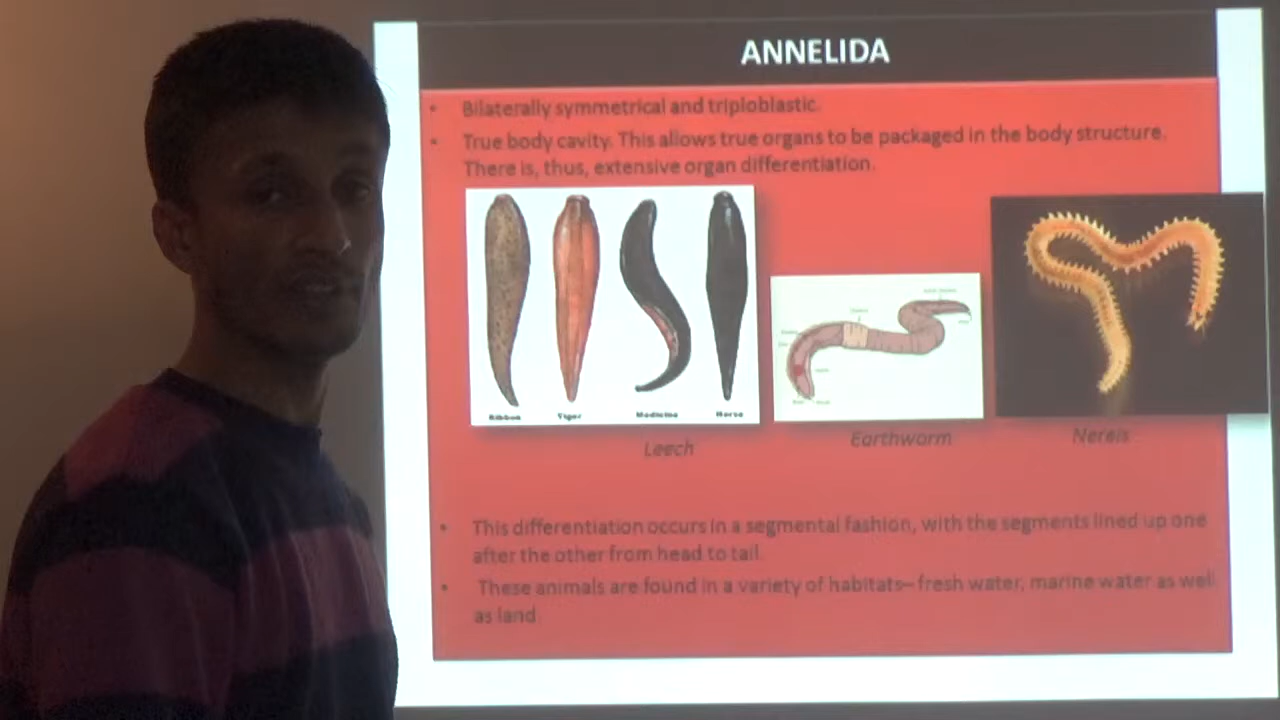 ANNELIDA
• Bilaterally symmetrical and triploblastic.
• True body cavity. This allows true organs to be packaged in the body structure.
There is, thus, extensive organ differentiation.
Ribbon Tiger Medicine Horse
Leech
Earthworm
Nereis
• This differentiation occurs in a segmental fashion, with the segments lined up one
after the other from head to tail.
• These animals are found in a variety of habitats– fresh water, marine water as well
as land.